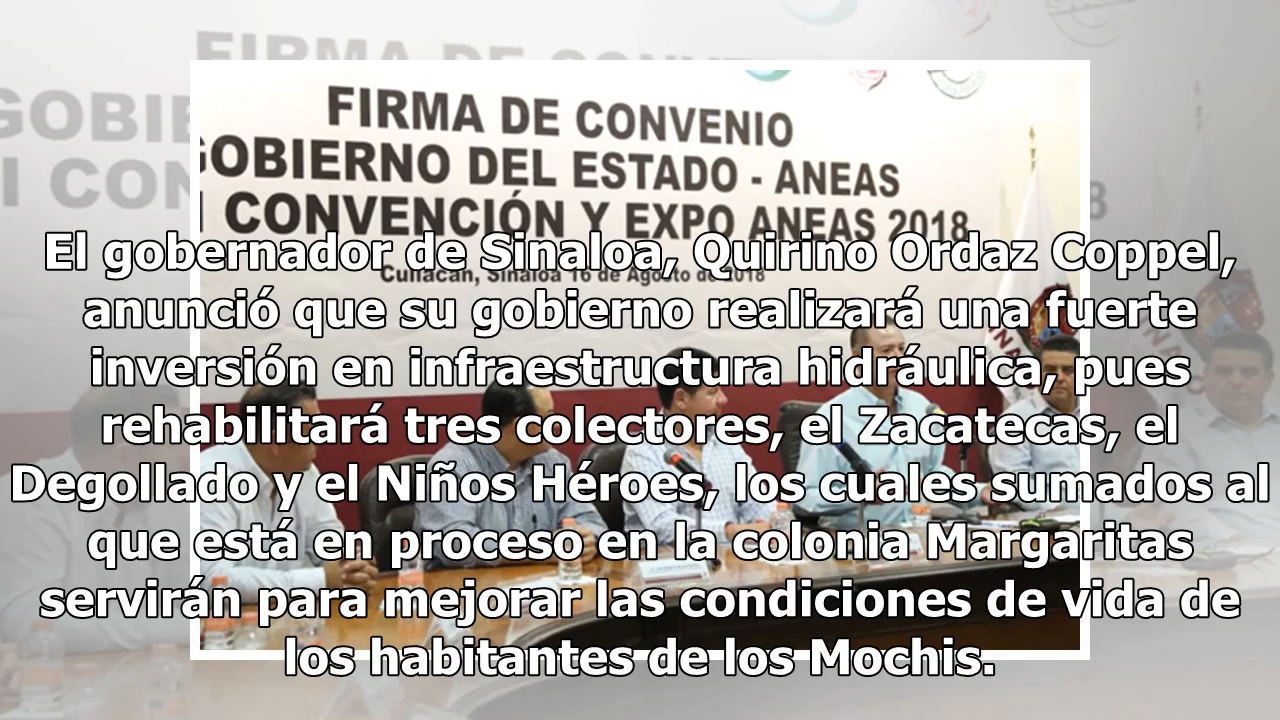 FIRMA DE CONVENIO
GOBIERNO DEL ESTADO - ANEAS
CONVENCIÓN Y EXPO ANEAS 2018
Culiacán, Sinaloa 16 de Agosto de 2018
El gobernador de Sinaloa, Quirino Ordaz Coppel,
anunció que su gobierno realizará una fuerte
inversión en infraestructura hidráulica, pues
rehabilitará tres colectores, el Zacatecas, el
Degollado y el Niños Héroes, los cuales sumados al
que está en proceso en la colonia Margaritas
servirán para mejorar las condiciones de vida de
los habitantes de los Mochis.